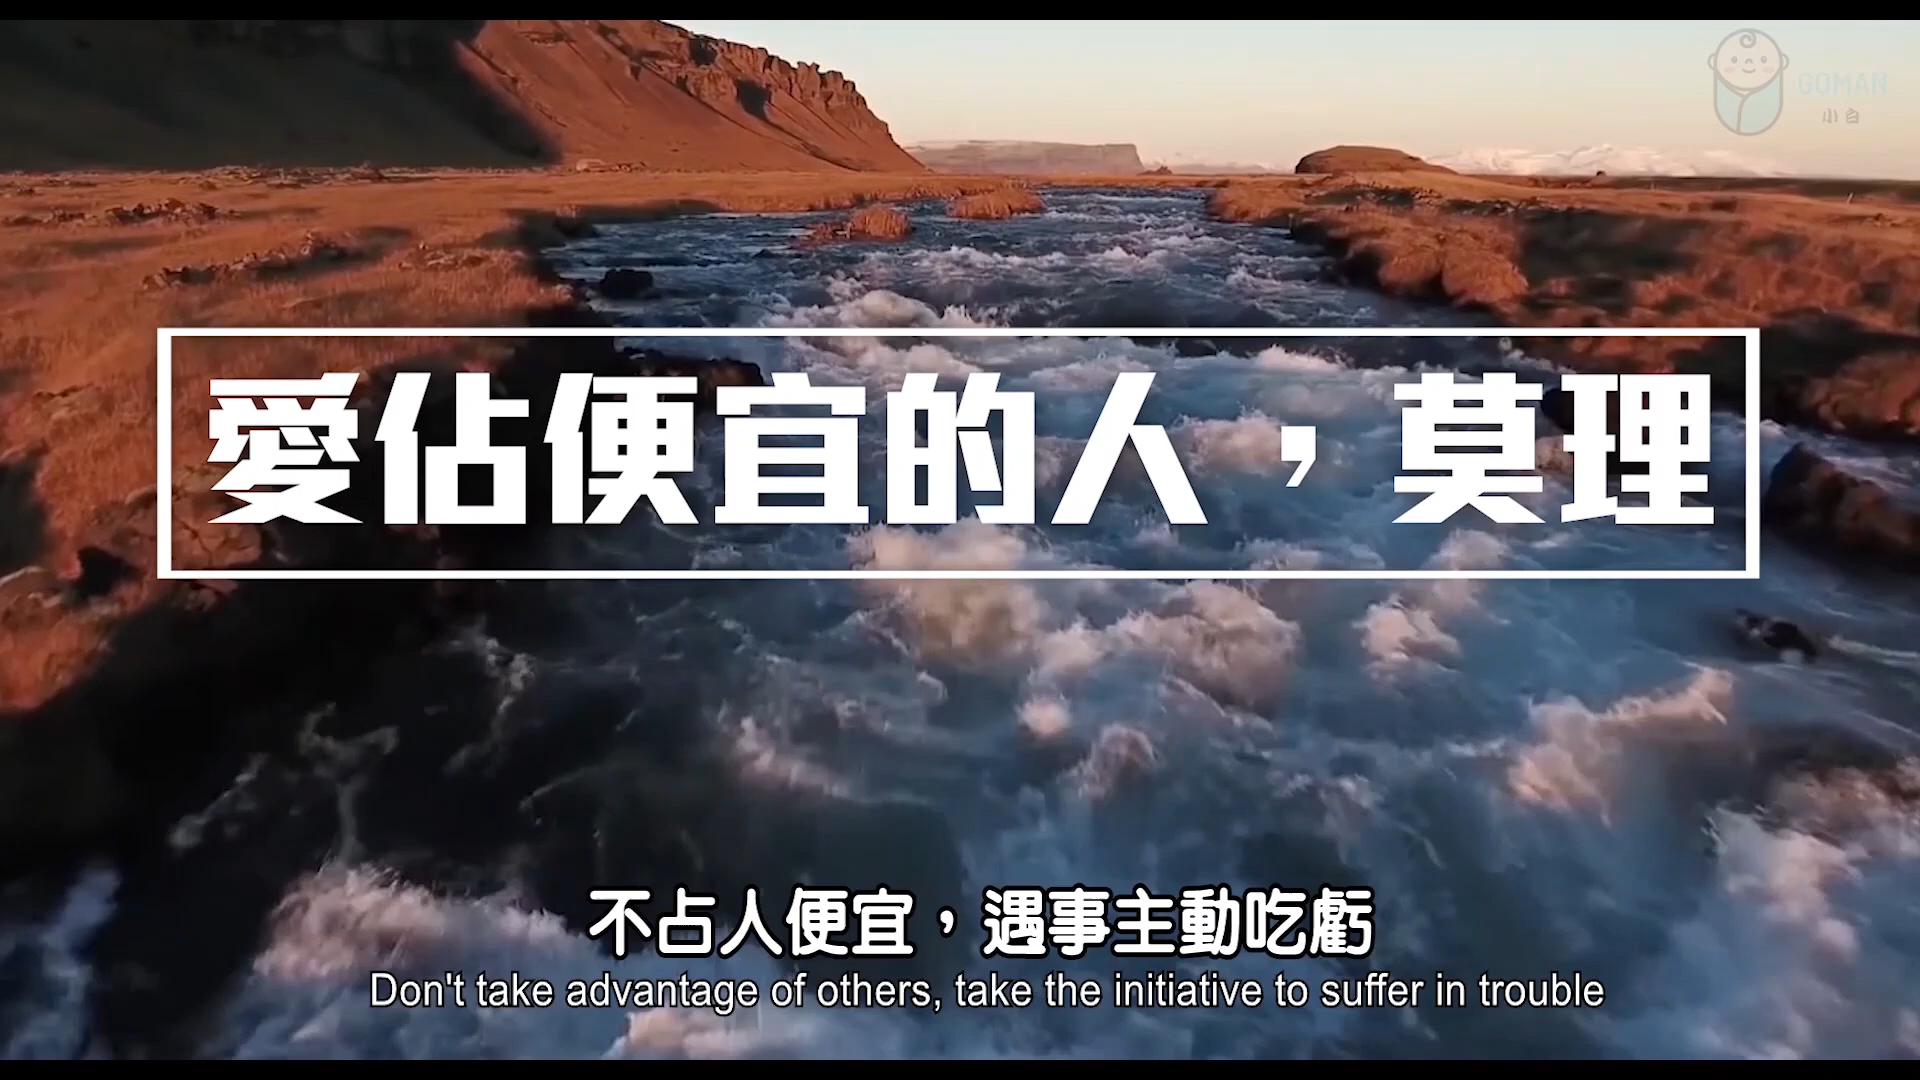 GOMAN
小白
愛佔便宜的人，莫理
不占人便宜，遇事主動吃虧
Don't take advantage of others, take the initiative to suffer in trouble